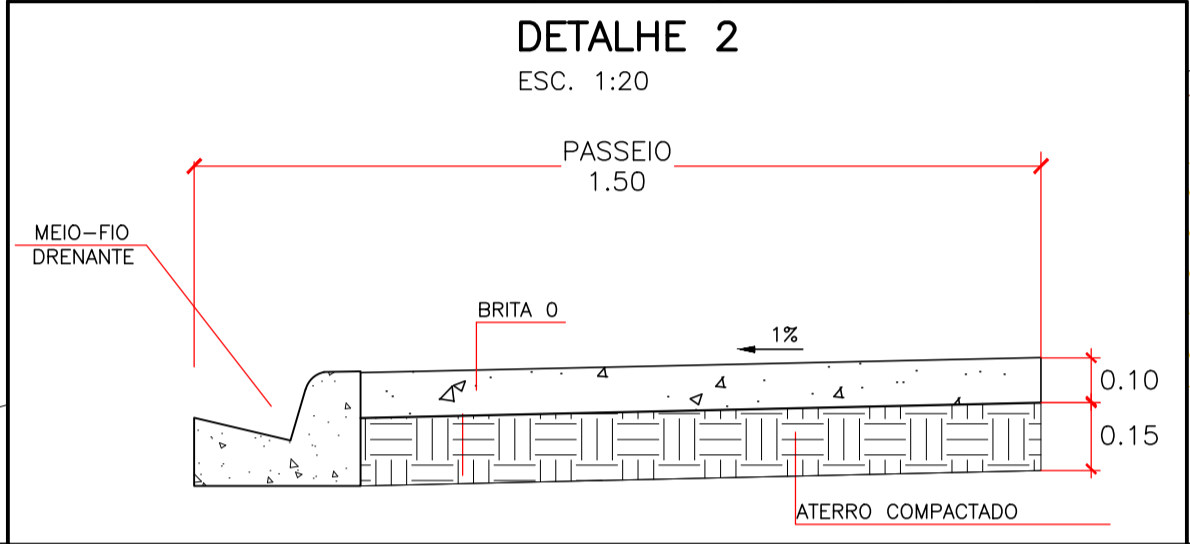 DETALHE 2
ESC. 1:20
PASSEIO
1.50
MEIO-FIO
DRENANTE
BRITA 0
1%
0.10
0.15
ATERRO COMPACTADO